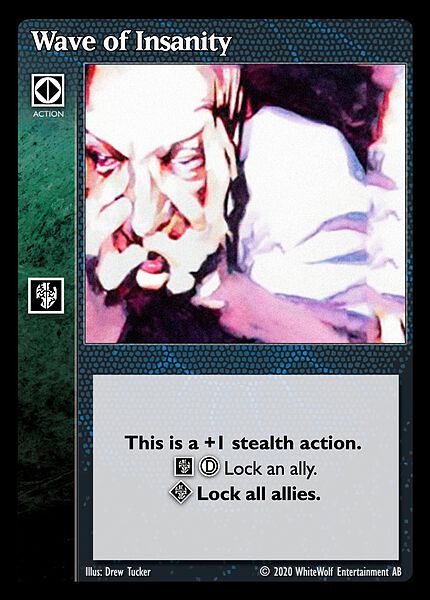 Wave of Insanity
ACTION
This is a +1 stealth action.
D Lock an ally.
Lock all allies.
Illus: Drew Tucker © 2020 WhiteWolf Entertainment AB